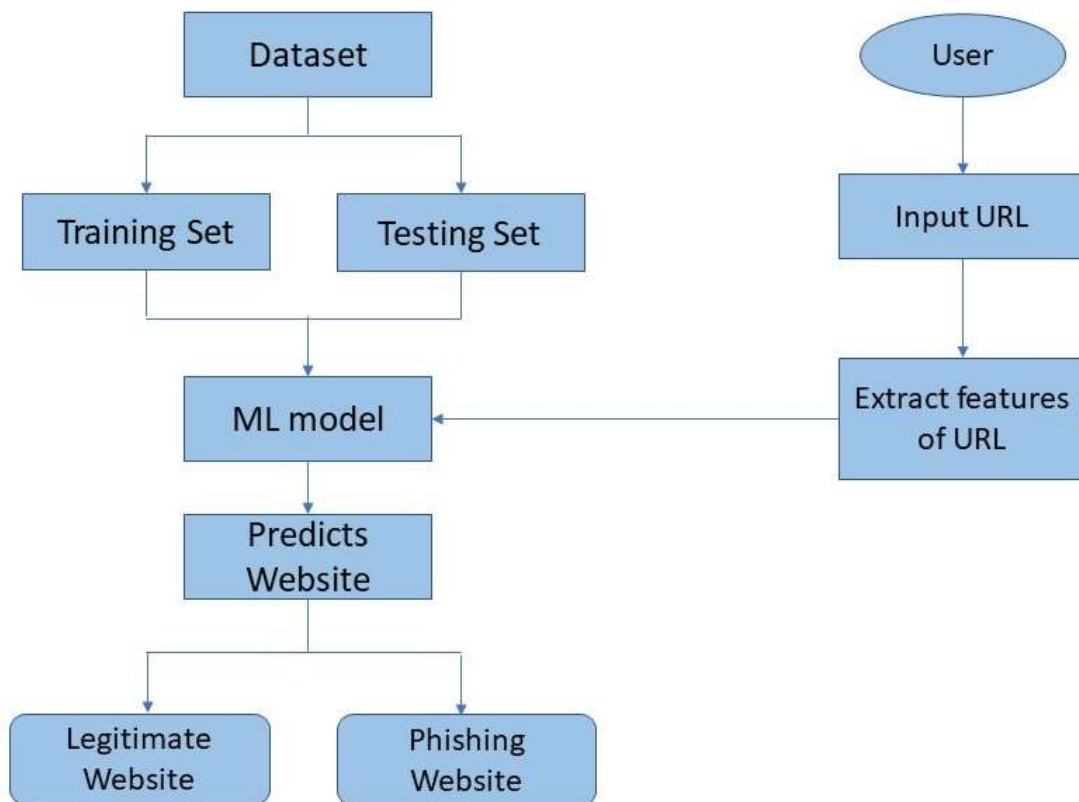 Dataset
User
Training Set
Testing Set
Input URL
ML model
Extract features
of URL
Predicts
Website
Legitimate
Website
Phishing
Website